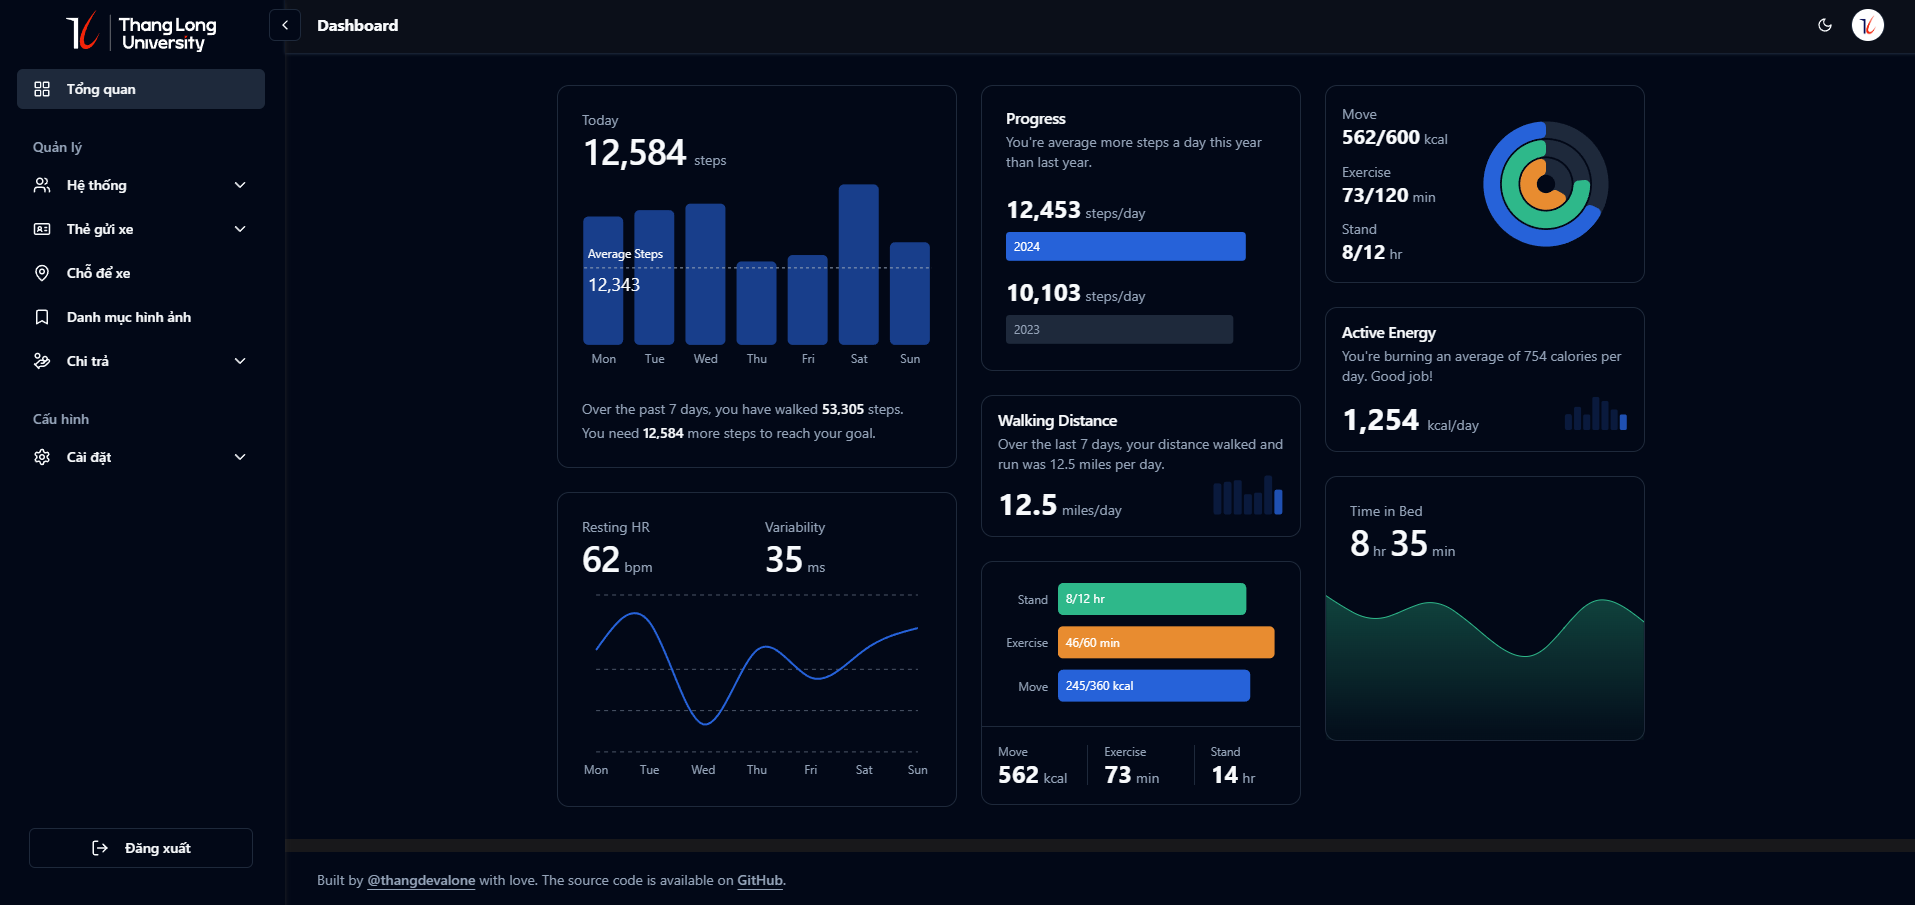 Thang Long
University
Tổng quan
Quản lý
Hệ thống
Thẻ gửi xe
Chỗ để xe
Danh mục hình ảnh
Chi trả
Cấu hình
Cài đặt
Đăng xuất
Dashboard
Today
12,584 steps
Average Steps
12,343
Mon Tue Wed Thu Fri Sat Sun
Over the past 7 days, you have walked 53,305 steps.
You need 12,584 more steps to reach your goal.
Resting HR
62 bpm
Variability
35 ms
Mon Tue Wed Thu Fri Sat Sun
Progress
You're average more steps a day this year
than last year.
12,453 steps/day
2024
10,103 steps/day
2023
Walking Distance
Over the last 7 days, your distance walked and
run was 12.5 miles per day.
12.5 miles/day
Stand 8/12 hr
Exercise 46/60 min
Move 245/360 kcal
Move
562 kcal
Exercise
73 min
Stand
14 hr
Move
562/600 kcal
Exercise
73/120 min
Stand
8/12 hr
Active Energy
You're burning an average of 754 calories per
day. Good job!
1,254 kcal/day
Time in Bed
8 hr 35 min
Built by @thangdevalone with love. The source code is available on GitHub.